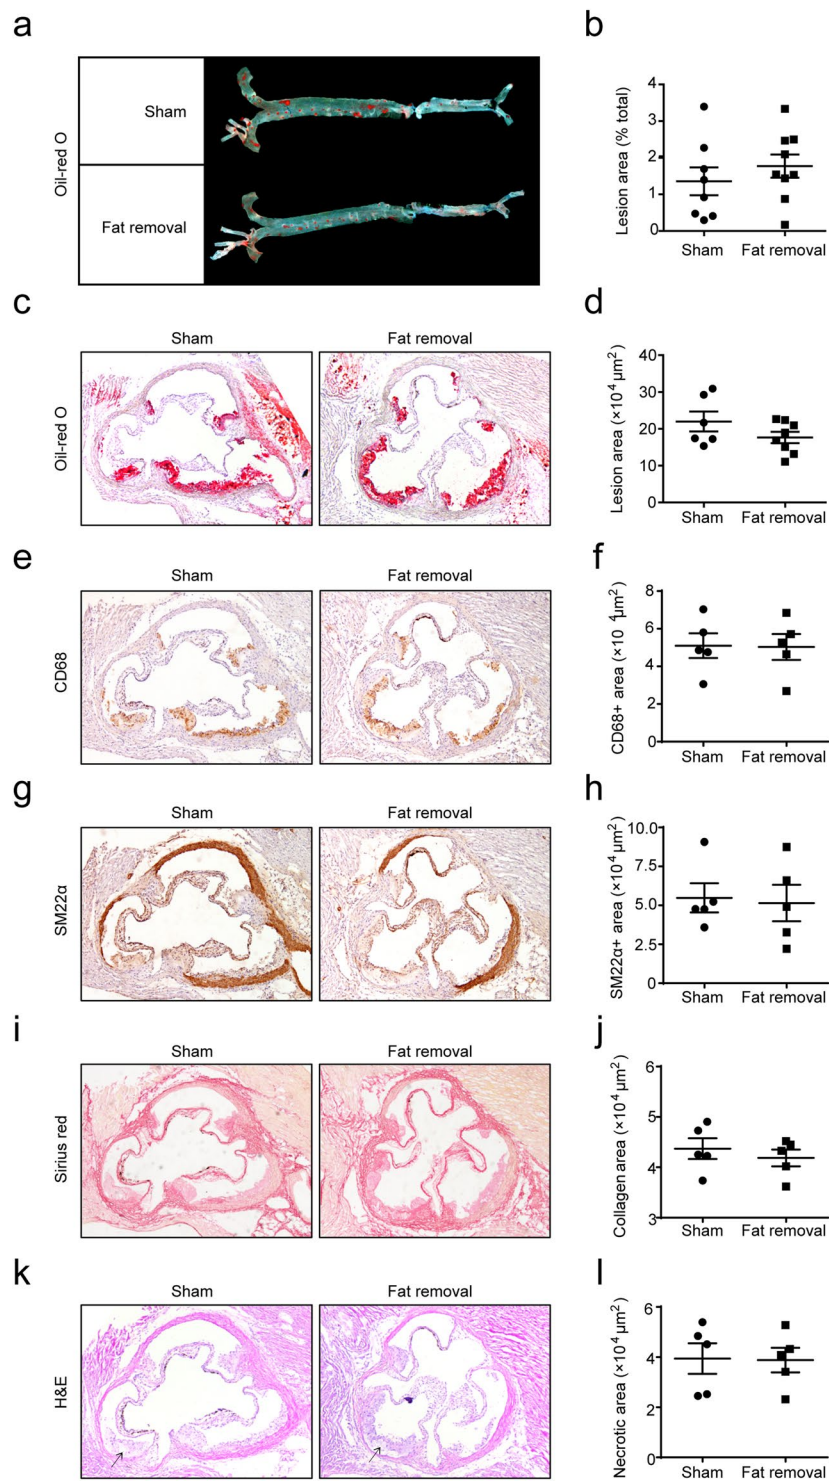 a
b
Oil-red O
Sham
Fat removal
Lesion area (% total)
4
3
2
1
0
Sham
Fat removal
c
d
Sham
Fat removal
Oil-red O
Lesion area (×10⁴ µm²)
40
30
20
10
0
Sham
Fat removal
e
f
Sham
Fat removal
CD68
CD68+ area (×10⁴µm²)
8
6
4
2
0
Sham
Fat removal
g
h
Sham
Fat removal
SM22α
SM22α+ area (×10⁴ µm²)
10.0
7.5
5.0
2.5
0
Sham
Fat removal
i
j
Sham
Fat removal
Sirius red
Collagen area (×10⁴ µm²)
6
5
4
3
Sham
Fat removal
k
l
Sham
Fat removal
H&E
Necrotic area (×10⁴ µm²)
6
4
2
0
Sham
Fat removal